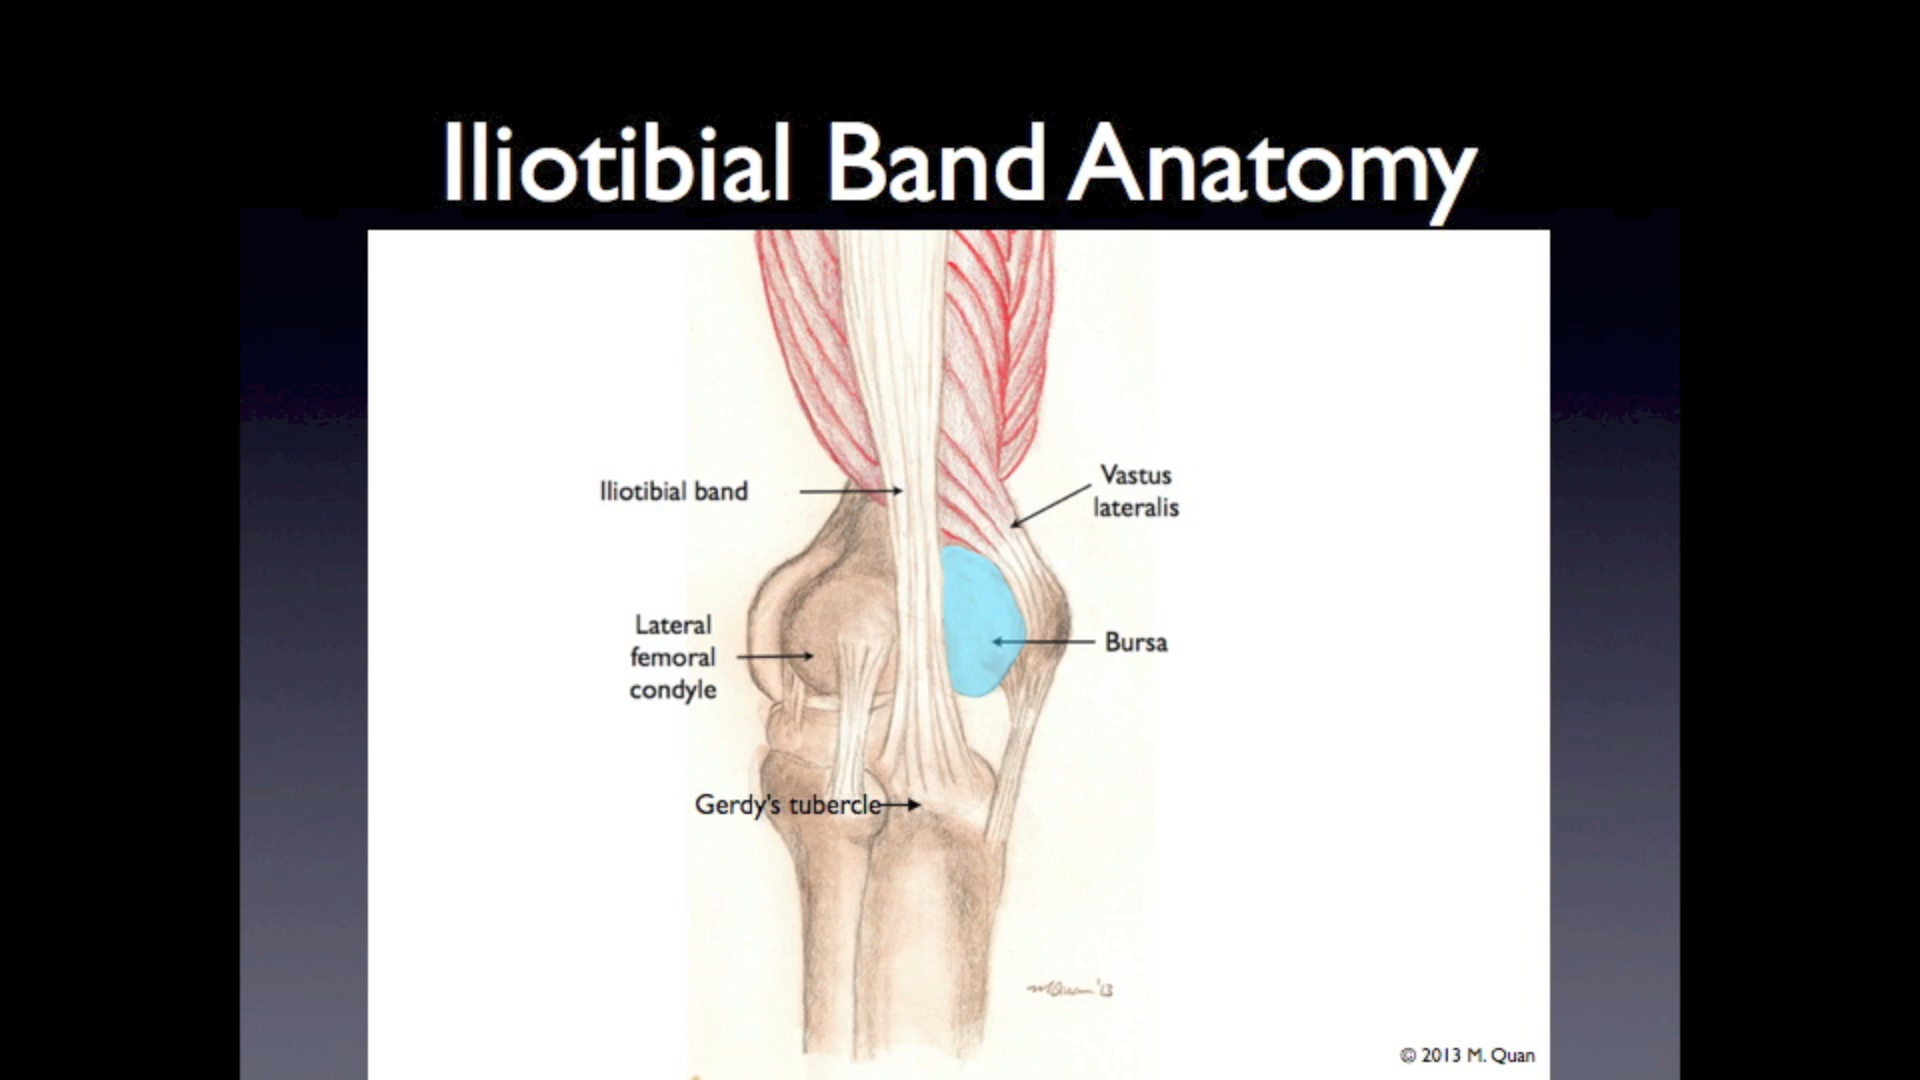 Iliotibial Band Anatomy
Iliotibial band
Vastus
lateralis
Lateral
femoral
condyle
Bursa
Gerdy's tubercle
© 2013 M. Quan